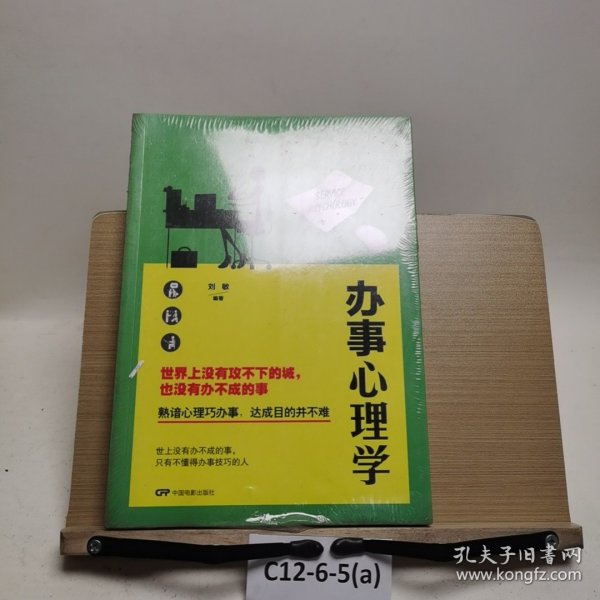 SERVICE
PSYCHOLOGY
刘敏
编著
办事心理学
世界上没有攻不下的城，
也没有办不成的事
熟谙心理巧办事，达成目的并不难
世上没有办不成的事，
只有不懂得办事技巧的人
CFP 中国电影出版社
C12-6-5(a)
孔夫子旧书网
www.kongfz.com